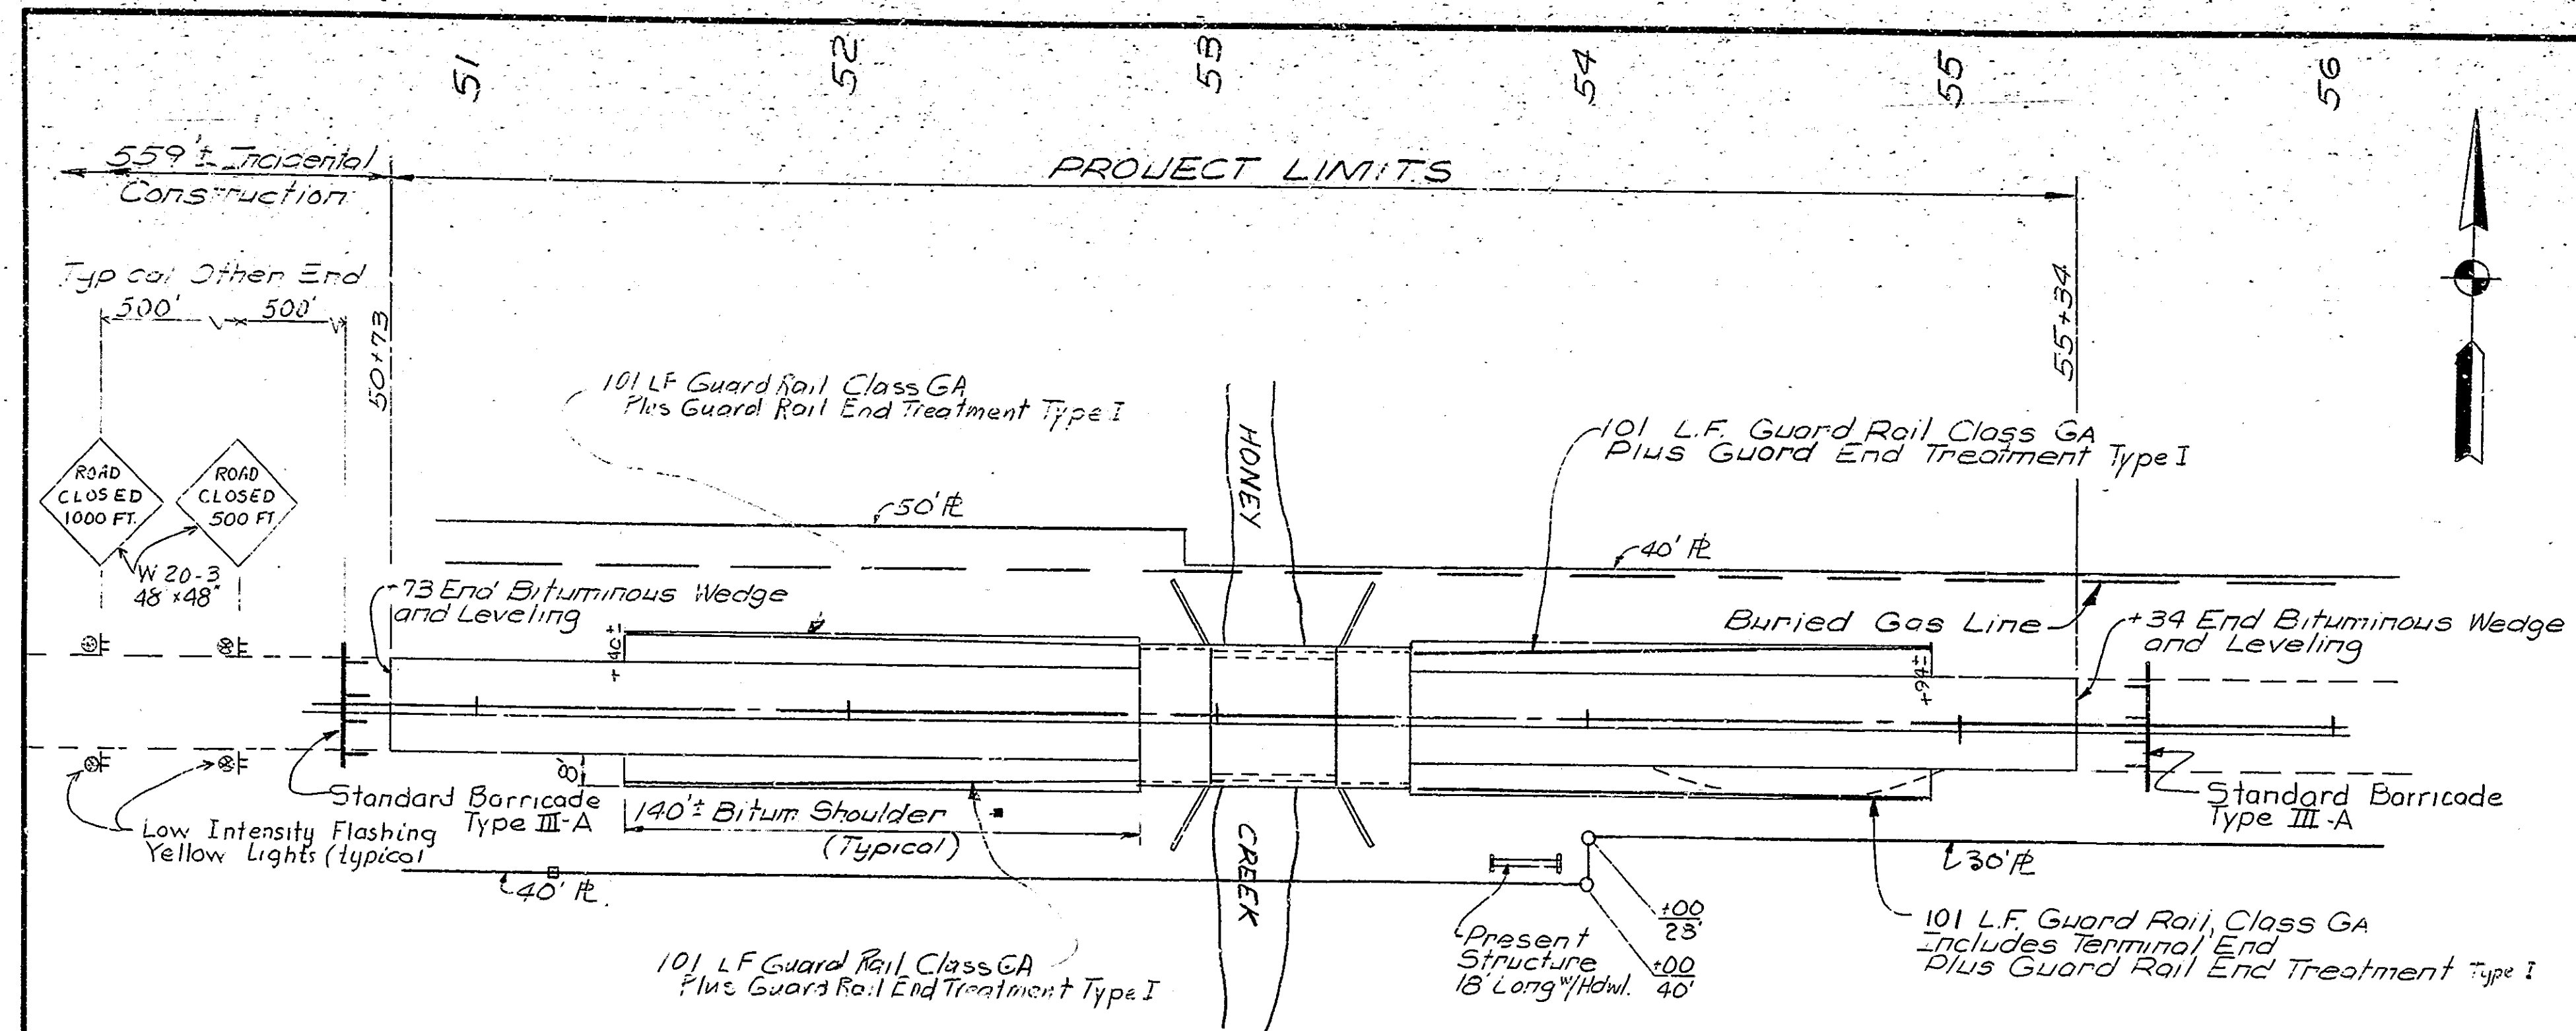 51
52
53
54
55
56
559'± Incidental
Construction
PROJECT LIMITS
Typical Other End
500'
500'
50+73
55+34
ROAD
CLOSED
1000 FT.
ROAD
CLOSED
500 FT
W 20-3
48"x48"
101 LF Guard Rail Class GA
Plus Guard Rail End Treatment Type I
101 L.F. Guard Rail Class GA
Plus Guard End Treatment Type I
HONEY
50' PL
40' PL
+73 End Bituminous Wedge
and Leveling
Buried Gas Line
+34 End Bituminous Wedge
and Leveling
+40±
+94±
8'
Standard Barricade
Type III-A
Low Intensity Flashing
Yellow Lights (typical
140'± Bitum Shoulder
(Typical)
CREEK
Standard Barricade
Type III-A
40' PL.
30' PL
+00
23'
+00
40'
Present
Structure
18' Long w/Hdwl.
101 LF Guard Rail Class GA
Plus Guard Rail End Treatment Type I
101 L.F. Guard Rail, Class GA
Includes Terminal End
Plus Guard Rail End Treatment Type I